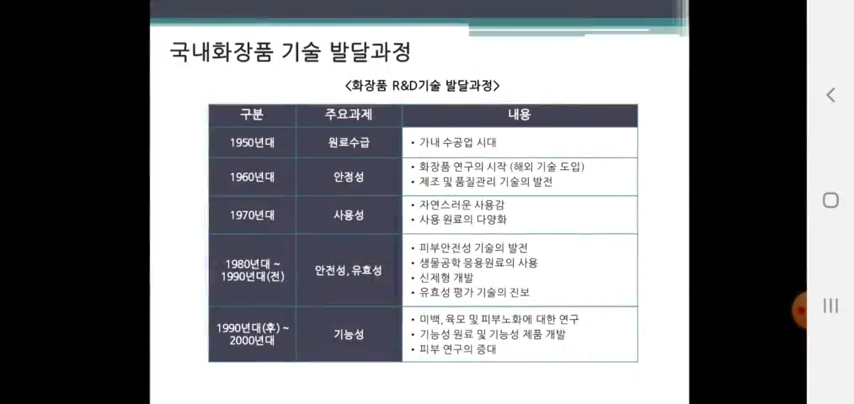 국내화장품 기술 발달과정
<화장품 R&D기술 발달과정>
구분 주요과제 내용
1950년대 원료수급 • 가내 수공업 시대
1960년대 안정성 • 화장품 연구의 시작 (해외 기술 도입)
• 제조 및 품질관리 기술의 발전
1970년대 사용성 • 자연스러운 사용감
• 사용 원료의 다양화
1980년대 ~
1990년대(전) 안전성, 유효성 • 피부안전성 기술의 발전
• 생물공학 응용원료의 사용
• 신제형 개발
• 유효성 평가 기술의 진보
1990년대(후) ~
2000년대 기능성 • 미백, 육모 및 피부노화에 대한 연구
• 기능성 원료 및 기능성 제품 개발
• 피부 연구의 증대